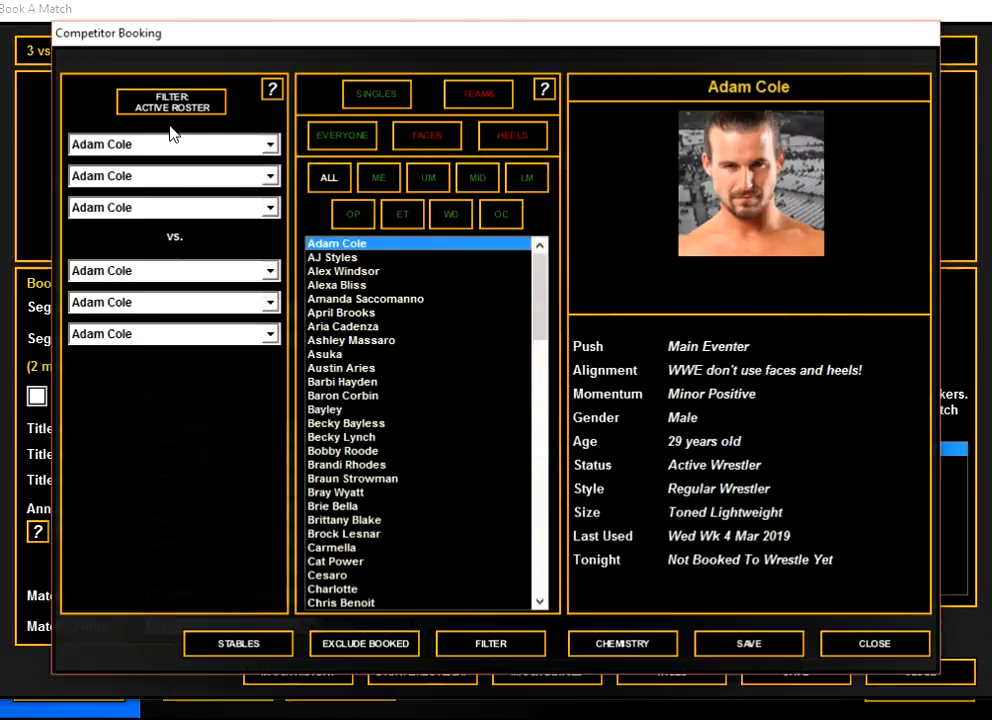 Book A Match
Competitor Booking
3 vs
FILTER:
ACTIVE ROSTER
?
Adam Cole
Adam Cole
Adam Cole
vs.
Adam Cole
Adam Cole
Adam Cole
SINGLES
TEAMS
?
EVERYONE
FACES
HEELS
ALL
ME
UM
MID
LM
OP
ET
WD
OC
Adam Cole
AJ Styles
Alex Windsor
Alexa Bliss
Amanda Saccomanno
April Brooks
Aria Cadenza
Ashley Massaro
Asuka
Austin Aries
Barbi Hayden
Baron Corbin
Bayley
Becky Bayless
Becky Lynch
Bobby Roode
Brandi Rhodes
Braun Strowman
Bray Wyatt
Brie Bella
Brittany Blake
Brock Lesnar
Carmella
Cat Power
Cesaro
Charlotte
Chris Benoit
Adam Cole
Push Main Eventer
Alignment WWE don't use faces and heels!
Momentum Minor Positive
Gender Male
Age 29 years old
Status Active Wrestler
Style Regular Wrestler
Size Toned Lightweight
Last Used Wed Wk 4 Mar 2019
Tonight Not Booked To Wrestle Yet
STABLES
EXCLUDE BOOKED
FILTER
CHEMISTRY
SAVE
CLOSE
Boo
Seg
Seg
(2 m
Title
Title
Title
Ann
?
Mat
Mat
kers.
tch